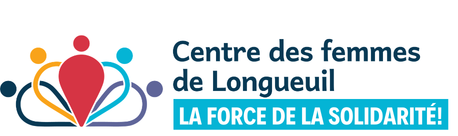 Centre des femmes
de Longueuil
LA FORCE DE LA SOLIDARITÉ!